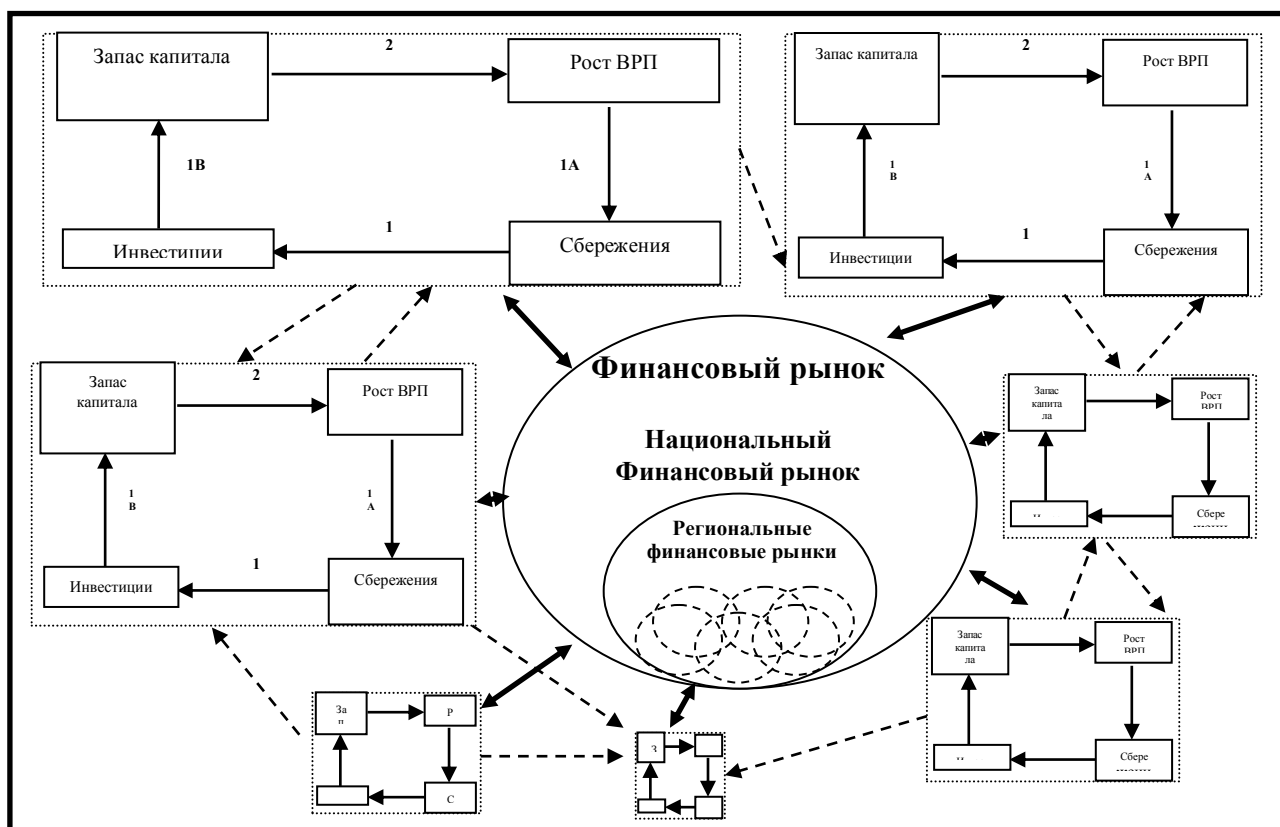 Запас капитала
2
Рост ВРП
1В
1А
Инвестиции
1
Сбережения
Запас капитала
2
Рост ВРП
1
В
1
А
Инвестиции
1
Сбережения
Запас
капитала
2
Рост ВРП
1
В
1
А
Инвестиции
1
Сбережения
Финансовый рынок
Национальный
Финансовый рынок
Региональные
финансовые рынки
Запас
капита
ла
Рост
ВРП
Сбере
Запас
капита
ла
Рост
ВРП
Сбере
За
Р
С
З